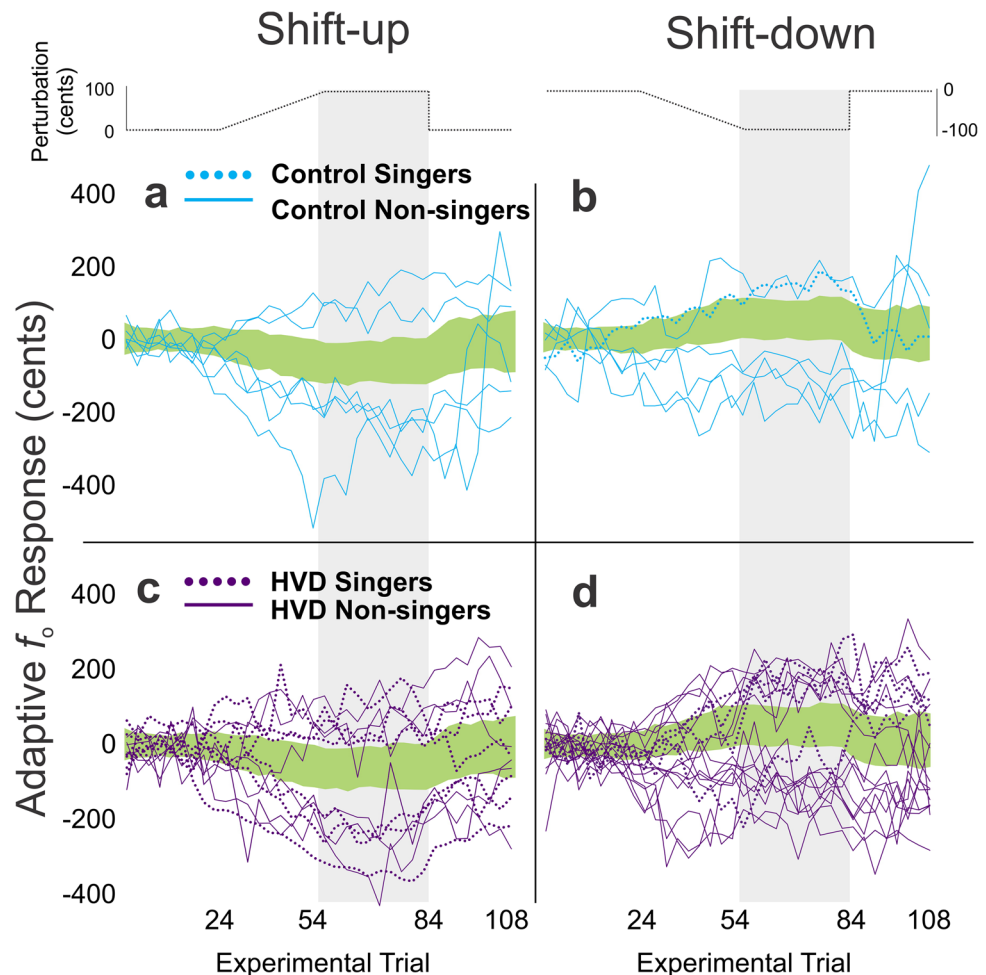 Shift-up
Shift-down
Perturbation
(cents)
100
0
0
-100
a
Control Singers
Control Non-singers
b
400
200
0
-200
-400
c
HVD Singers
HVD Non-singers
d
400
200
0
-200
-400
Adaptive fo Response (cents)
24
54
84
108
24
54
84
108
Experimental Trial
Experimental Trial